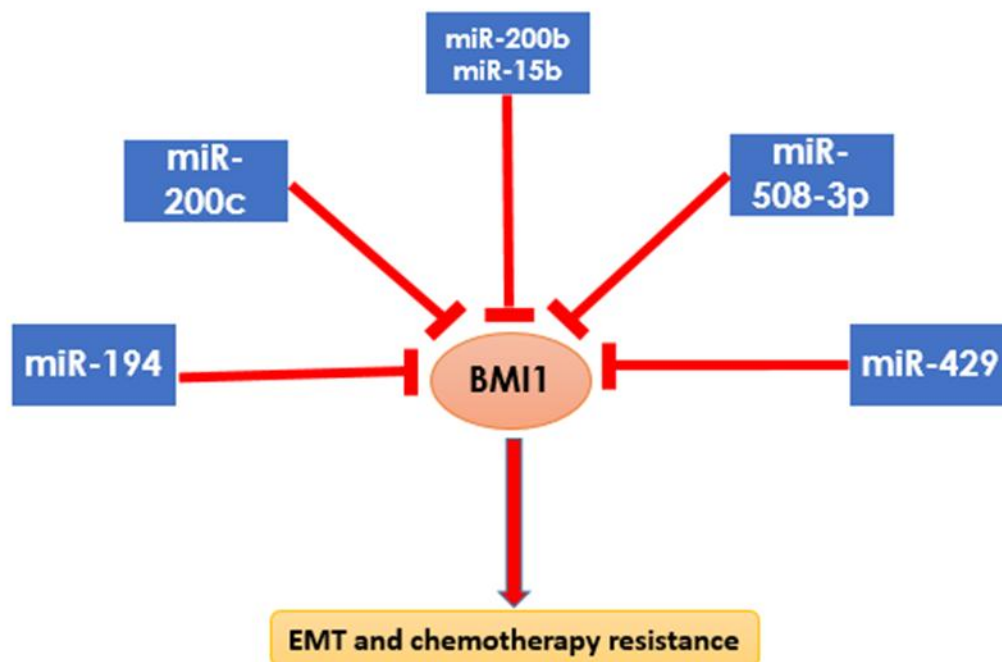 miR-200b
miR-15b
miR-
200c
miR-
508-3p
miR-194
BMI1
miR-429
EMT and chemotherapy resistance